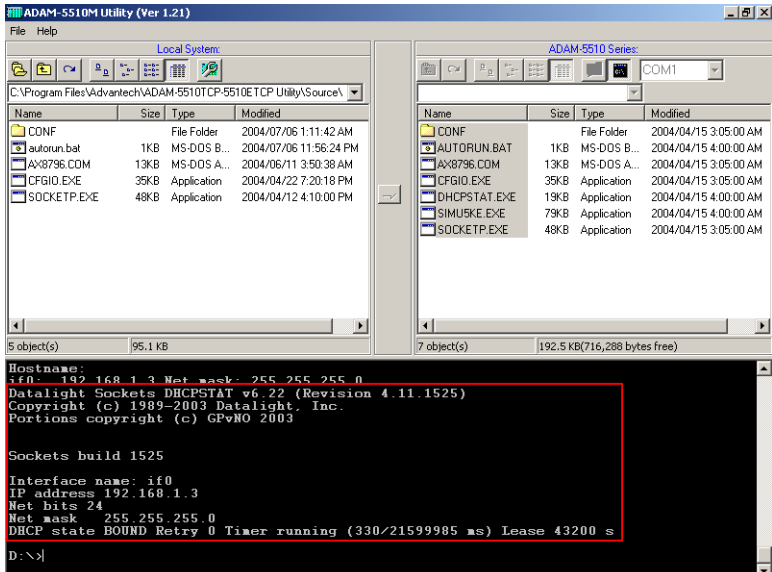 ADAM-5510M Utility (Ver 1.21)
File Help
Local System:
ADAM-5510 Series:
COM1
C:\Program Files\Advantech\ADAM-5510TCP-5510ETCP Utility\Source\
Name Size Type Modified
CONF File Folder 2004/07/06 1:11:42 AM
autorun.bat 1KB MS-DOS B... 2004/07/06 11:56:24 PM
AX8796.COM 13KB MS-DOS A... 2004/06/11 3:50:38 AM
CFGIO.EXE 35KB Application 2004/04/22 7:20:18 PM
SOCKETP.EXE 48KB Application 2004/04/12 4:10:00 PM
5 object(s) 95.1 KB
Name Size Type Modified
CONF File Folder 2004/04/15 3:05:00 AM
AUTORUN.BAT 1KB MS-DOS B... 2004/04/15 4:00:00 AM
AX8796.COM 13KB MS-DOS A... 2004/04/15 3:05:00 AM
CFGIO.EXE 35KB Application 2004/04/15 3:05:00 AM
DHCPSTAT.EXE 19KB Application 2004/04/15 4:00:00 AM
SIMU5KE.EXE 79KB Application 2004/04/15 4:00:00 AM
SOCKETP.EXE 48KB Application 2004/04/15 3:05:00 AM
7 object(s) 192.5 KB(716,288 bytes free)
Hostname:
if0: 192.168.1.3 Net mask: 255.255.255.0
Datalight Sockets DHCPSTAT v6.22 (Revision 4.11.1525)
Copyright (c) 1989-2003 Datalight, Inc.
Portions copyright (c) GPvNO 2003
Sockets build 1525
Interface name: if0
IP address 192.168.1.3
Net bits 24
Net mask 255.255.255.0
DHCP state BOUND Retry 0 Timer running (330/21599985 ms) Lease 43200 s
D:\>